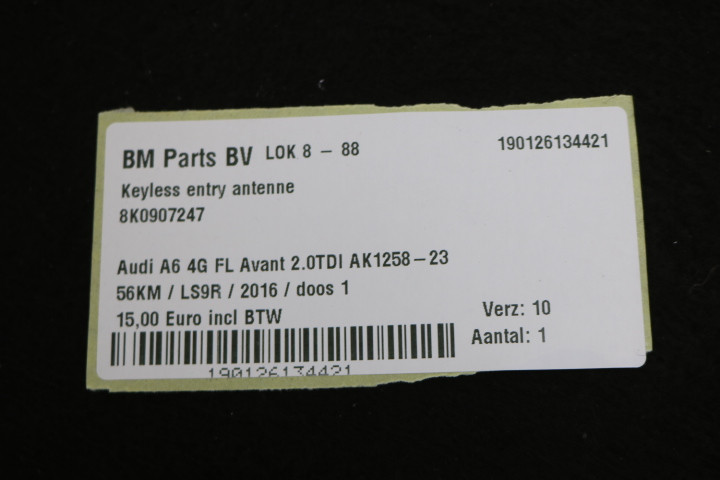 BM Parts BV LOK 8 - 88 190126134421
Keyless entry antenne
8K0907247
Audi A6 4G FL Avant 2.0TDI AK1258-23
56KM / LS9R / 2016 / doos 1
15,00 Euro incl BTW Verz: 10
Aantal: 1
190126134421